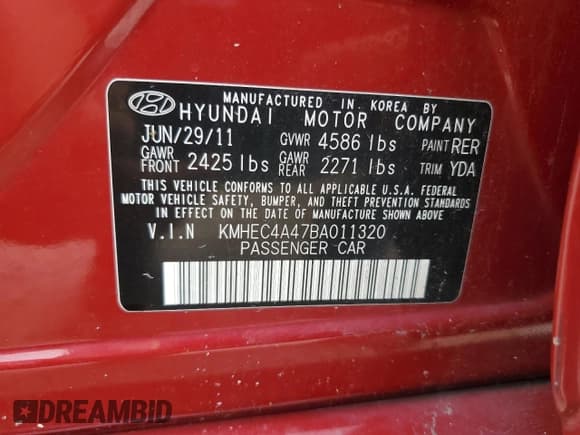 MANUFACTURED IN KOREA BY
HYUNDAI MOTOR COMPANY
JUN/29/11 GVWR 4586 lbs PAINT RER
GAWR FRONT 2425 lbs GAWR REAR 2271 lbs TRIM YDA
THIS VEHICLE CONFORMS TO ALL APPLICABLE U.S.A. FEDERAL
MOTOR VEHICLE SAFETY, BUMPER, AND THEFT PREVENTION STANDARDS
IN EFFECT ON THE DATE OF MANUFACTURE SHOWN ABOVE
V.I.N KMHEC4A47BA011320
PASSENGER CAR
DREAMBID